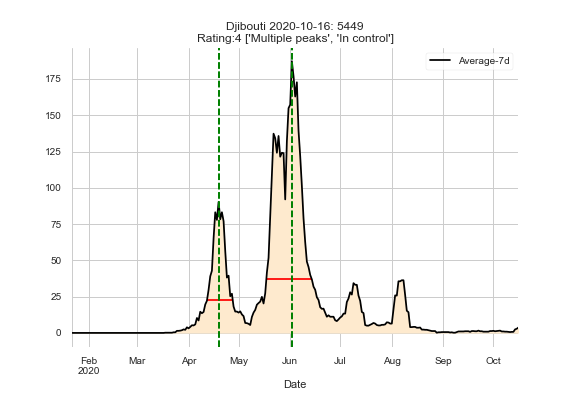 Djibouti 2020-10-16: 5449
Rating:4 ['Multiple peaks', 'In control']
Average-7d
175
150
125
100
75
50
25
0
Feb Mar Apr May Jun Jul Aug Sep Oct
2020
Date